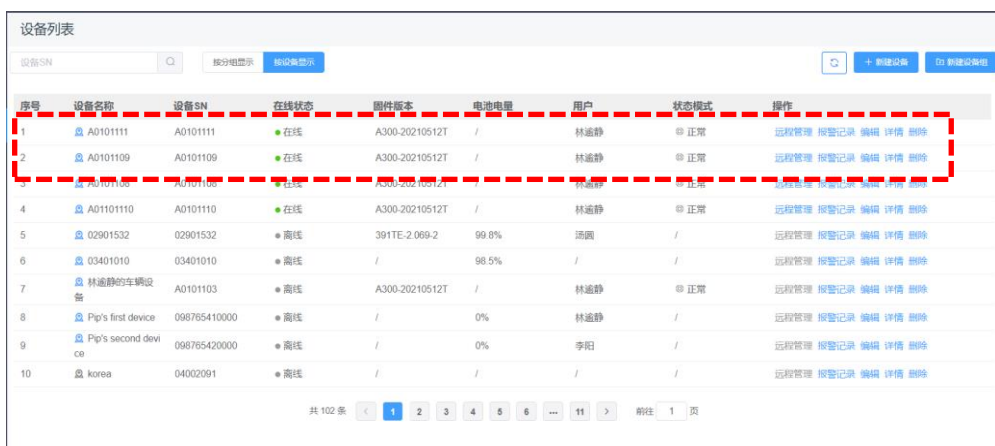 设备列表
设备SN 按分组显示 按设备显示 + 新建设备 新建设备组
序号 设备名称 设备SN 在线状态 固件版本 电池电量 用户 状态模式 操作
1 A0101111 A0101111 在线 A300-20210512T / 林逾静 正常 远程管理 报警记录 编辑 详情 删除
2 A0101109 A0101109 在线 A300-20210512T / 林逾静 正常 远程管理 报警记录 编辑 详情 删除
3 A0101108 A0101108 在线 A300-20210512T / 林逾静 正常 远程管理 报警记录 编辑 详情 删除
4 A01101110 A0101110 在线 A300-20210512T / 林逾静 正常 远程管理 报警记录 编辑 详情 删除
5 02901532 02901532 离线 391TE-2.069-2 99.8% 汤圆 / 远程管理 报警记录 编辑 详情 删除
6 03401010 03401010 离线 / 98.5% / / 远程管理 报警记录 编辑 详情 删除
7 林逾静的车辆设备 A0101103 离线 A300-20210512T / 林逾静 正常 远程管理 报警记录 编辑 详情 删除
8 Pip's first device 098765410000 离线 / 0% 林逾静 / 远程管理 报警记录 编辑 详情 删除
9 Pip's second device 098765420000 离线 / 0% 李阳 / 远程管理 报警记录 编辑 详情 删除
10 korea 04002091 离线 / / / / 远程管理 报警记录 编辑 详情 删除
共 102 条 < 1 2 3 4 5 6 ... 11 > 前往 1 页